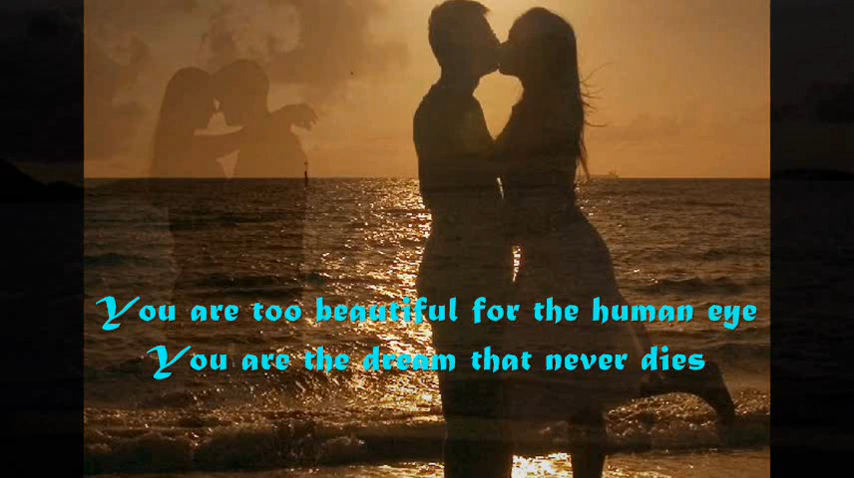 You are too beautiful for the human eye
You are the dream that never dies